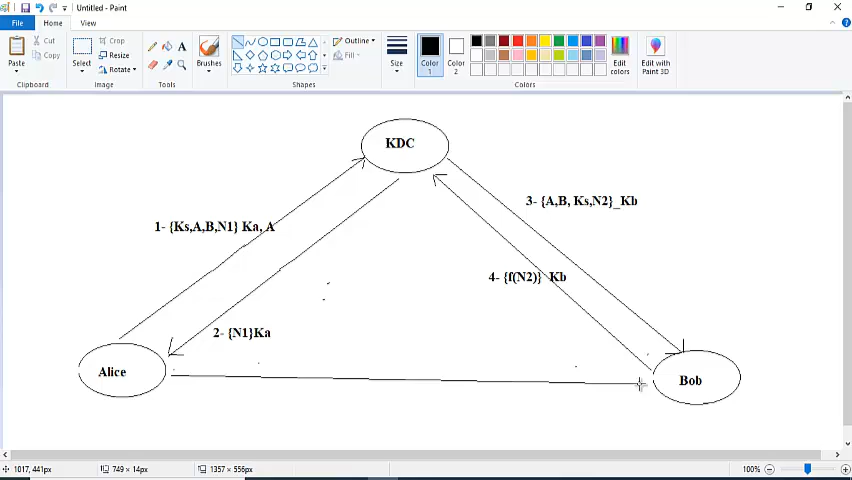 Untitled - Paint
File
Home
View
Paste
Cut
Copy
Clipboard
Select
Crop
Resize
Rotate
Image
A
Tools
Brushes
Outline
Fill
Shapes
Size
Color 1
Color 2
Edit colors
Edit with Paint 3D
Colors
KDC
3- {A,B, Ks,N2}_Kb
1- {Ks,A,B,N1} Ka, A
4- {f(N2)}_Kb
2- {N1}Ka
Alice
Bob
1017, 441px
749 × 14px
1357 × 556px
100%